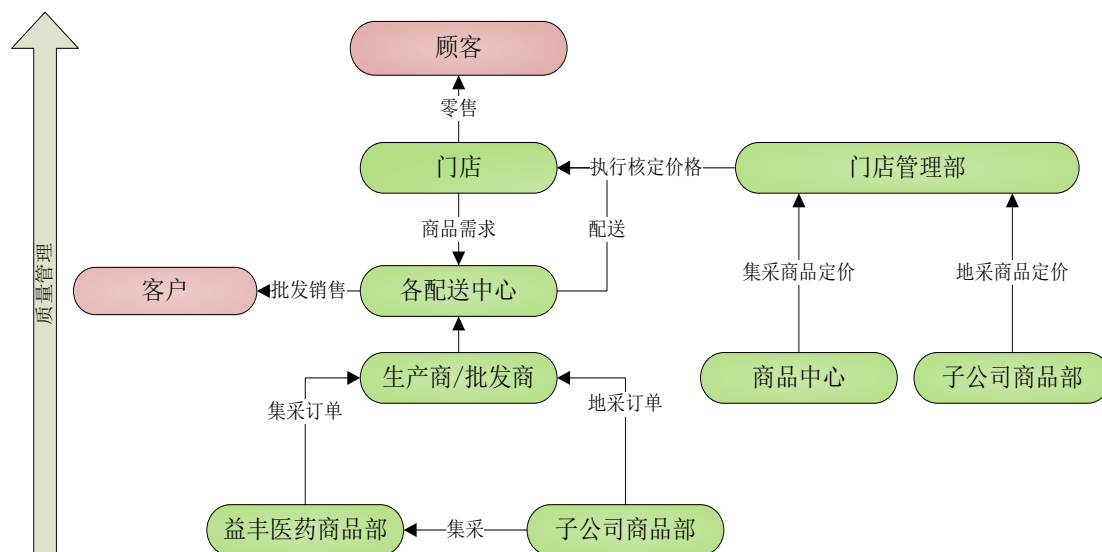 顾客
零售
门店
执行核定价格
门店管理部
商品需求
配送
质量管理
集采商品定价
地采商品定价
客户
批发销售
各配送中心
生产商/批发商
商品中心
子公司商品部
集采订单
地采订单
益丰医药商品部
集采
子公司商品部